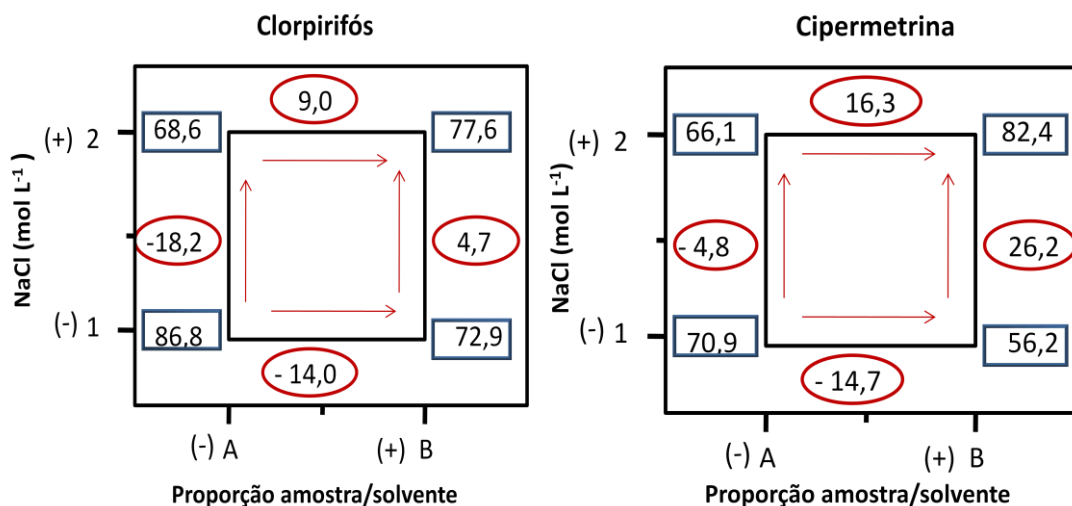 Clorpirifós
9,0
(+) 2
68,6
77,6
NaCl (mol L⁻¹)
-18,2
4,7
(-) 1
86,8
72,9
- 14,0
(-) A
(+) B
Proporção amostra/solvente
Cipermetrina
16,3
(+) 2
66,1
82,4
NaCl (mol L⁻¹)
- 4,8
26,2
(-) 1
70,9
56,2
- 14,7
(-) A
(+) B
Proporção amostra/solvente